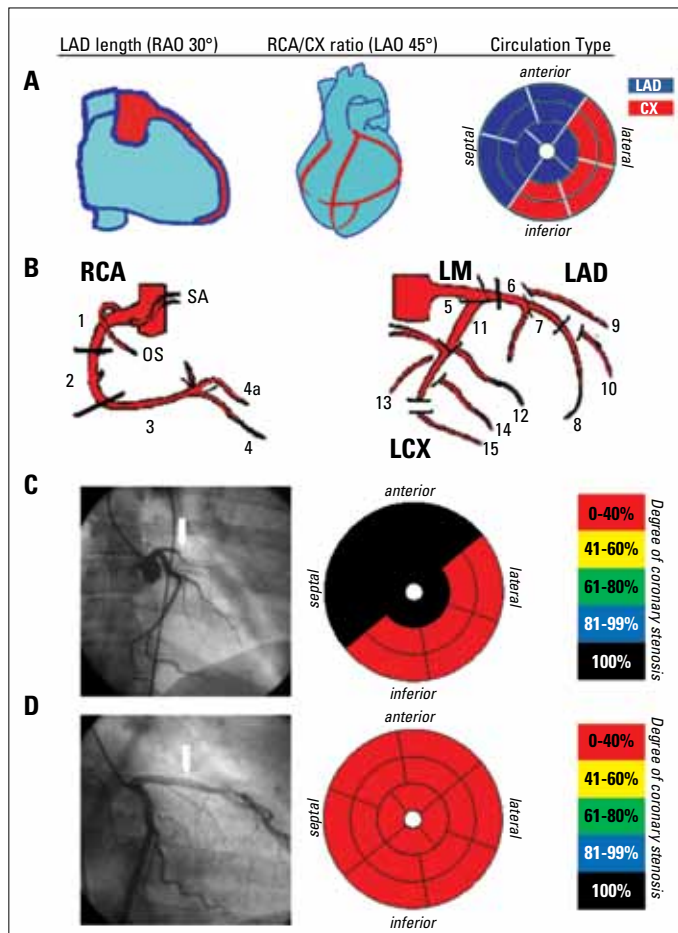 LAD length (RAO 30°) RCA/CX ratio (LAO 45°) Circulation Type
A
anterior
septal
lateral
inferior
LAD
CX
B
RCA
SA
1
OS
2
3
4a
4
LM
LAD
5
6
11
7
9
10
8
13
12
14
15
LCX
C
anterior
septal
lateral
inferior
0-40%
41-60%
61-80%
81-99%
100%
Degree of coronary stenosis
D
anterior
septal
lateral
inferior
0-40%
41-60%
61-80%
81-99%
100%
Degree of coronary stenosis